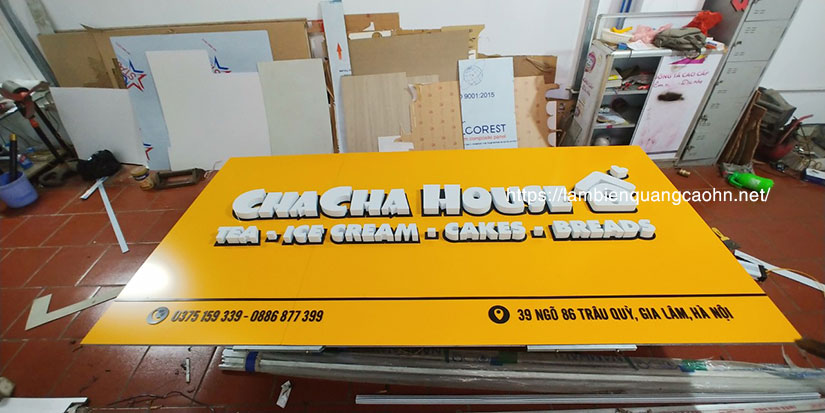 9001:2015
LCOREST
CHACHA HOUSE
https://lambienquangcaohn.net/
TEA - ICE CREAM - CAKES - BREADS
0375 159 339 - 0886 877 399
39 NGÕ 86 TRÂU QUỲ, GIA LÂM, HÀ NỘI